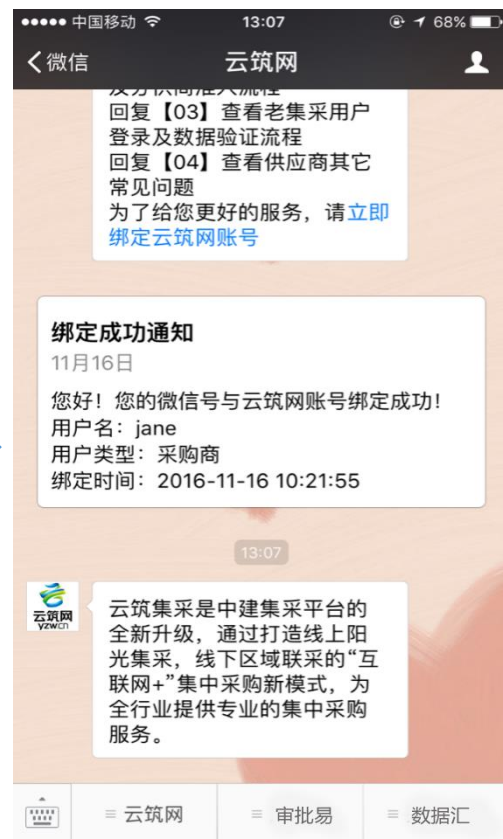 中国移动 13:07 68%
微信 云筑网
及分供商准入流程
回复【03】查看老集采用户
登录及数据验证流程
回复【04】查看供应商其它
常见问题
为了给您更好的服务，请立即
绑定云筑网账号
绑定成功通知
11月16日
您好！您的微信号与云筑网账号绑定成功！
用户名：jane
用户类型：采购商
绑定时间：2016-11-16 10:21:55
13:07
云筑网
yzw.cn
云筑集采是中建集采平台的
全新升级，通过打造线上阳
光集采，线下区域联采的“互
联网+”集中采购新模式，为
全行业提供专业的集中采购
服务。
云筑网 审批易 数据汇